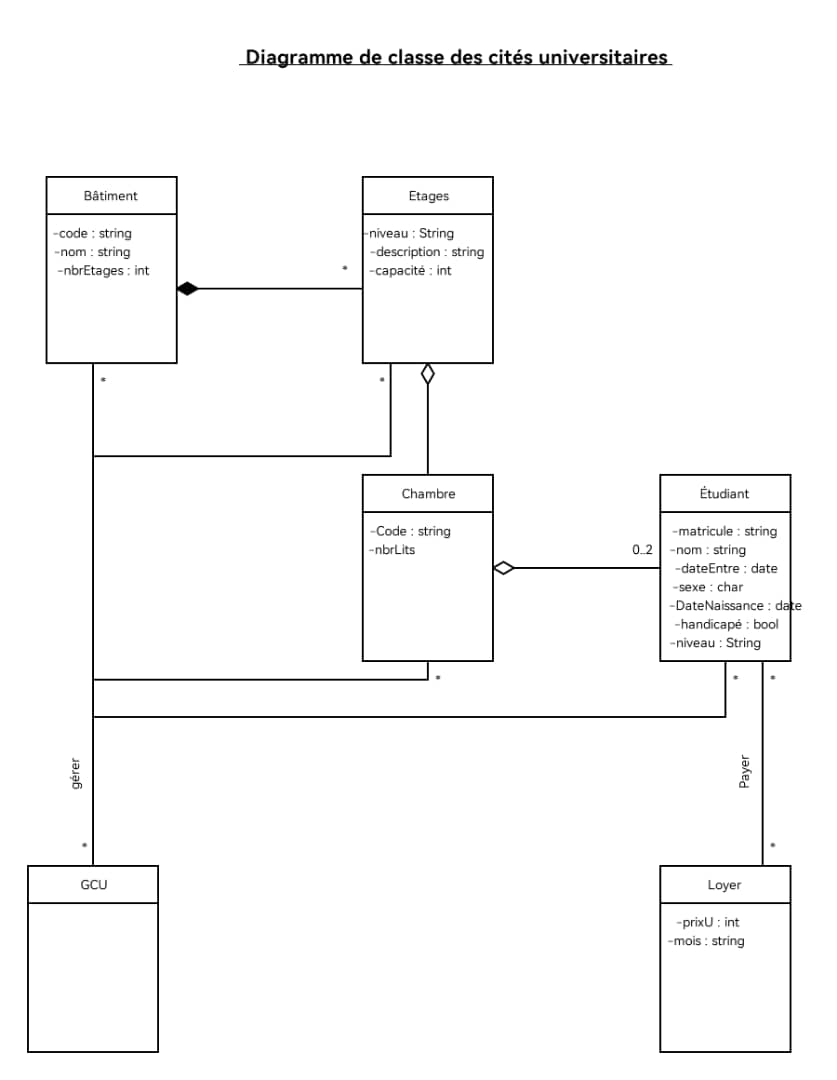 Diagramme de classe des cités universitaires
Bâtiment
-code : string
-nom : string
-nbrEtages : int
*
Etages
-niveau : String
-description : string
-capacité : int
*
*
Chambre
-Code : string
-nbrLits
0..2
Étudiant
-matricule : string
-nom : string
-dateEntre : date
-sexe : char
-DateNaissance : date
-handicapé : bool
-niveau : String
*
*
*
gérer
Payer
*
*
GCU
Loyer
-prixU : int
-mois : string